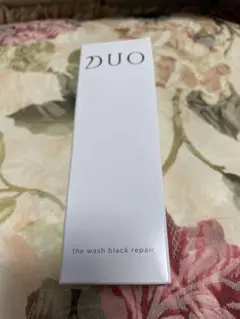 DUO
the wash black repair